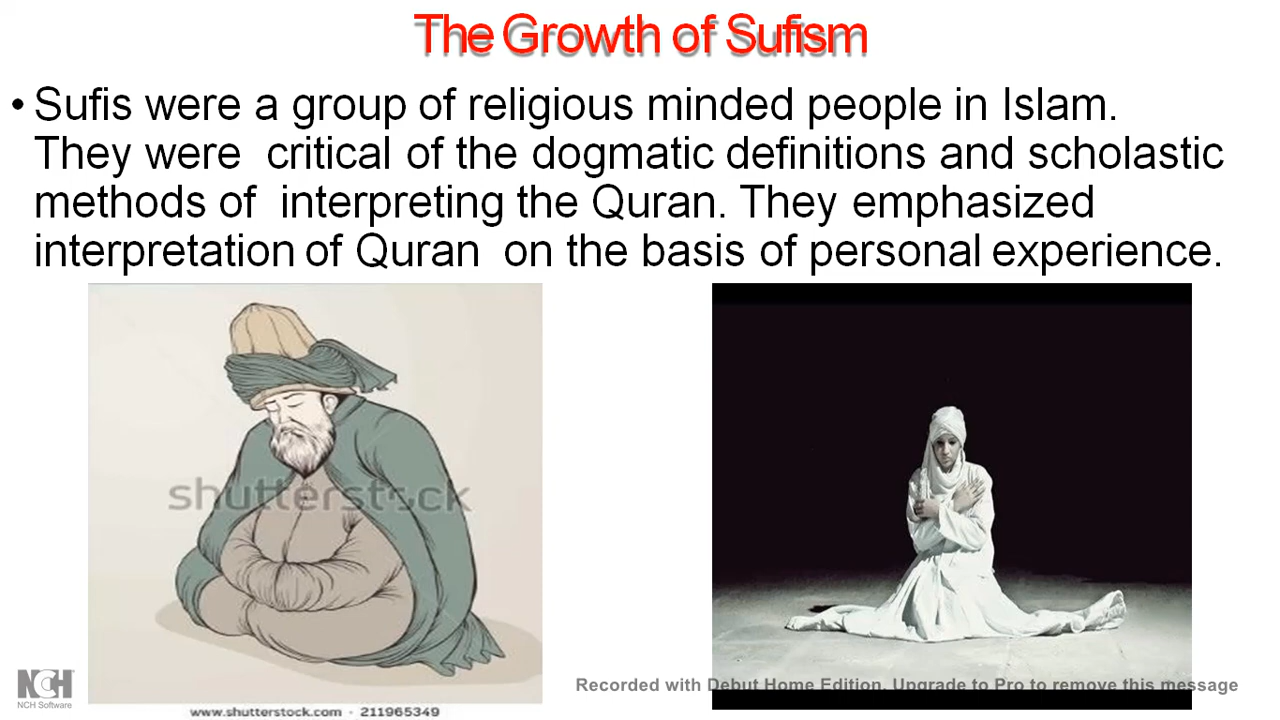 The Growth of Sufism
• Sufis were a group of religious minded people in Islam.
They were critical of the dogmatic definitions and scholastic
methods of interpreting the Quran. They emphasized
interpretation of Quran on the basis of personal experience.
shutterstock
NCH
NCH Software
Recorded with Debut Home Edition. Upgrade to Pro to remove this message
www.shutterstock.com · 211965349